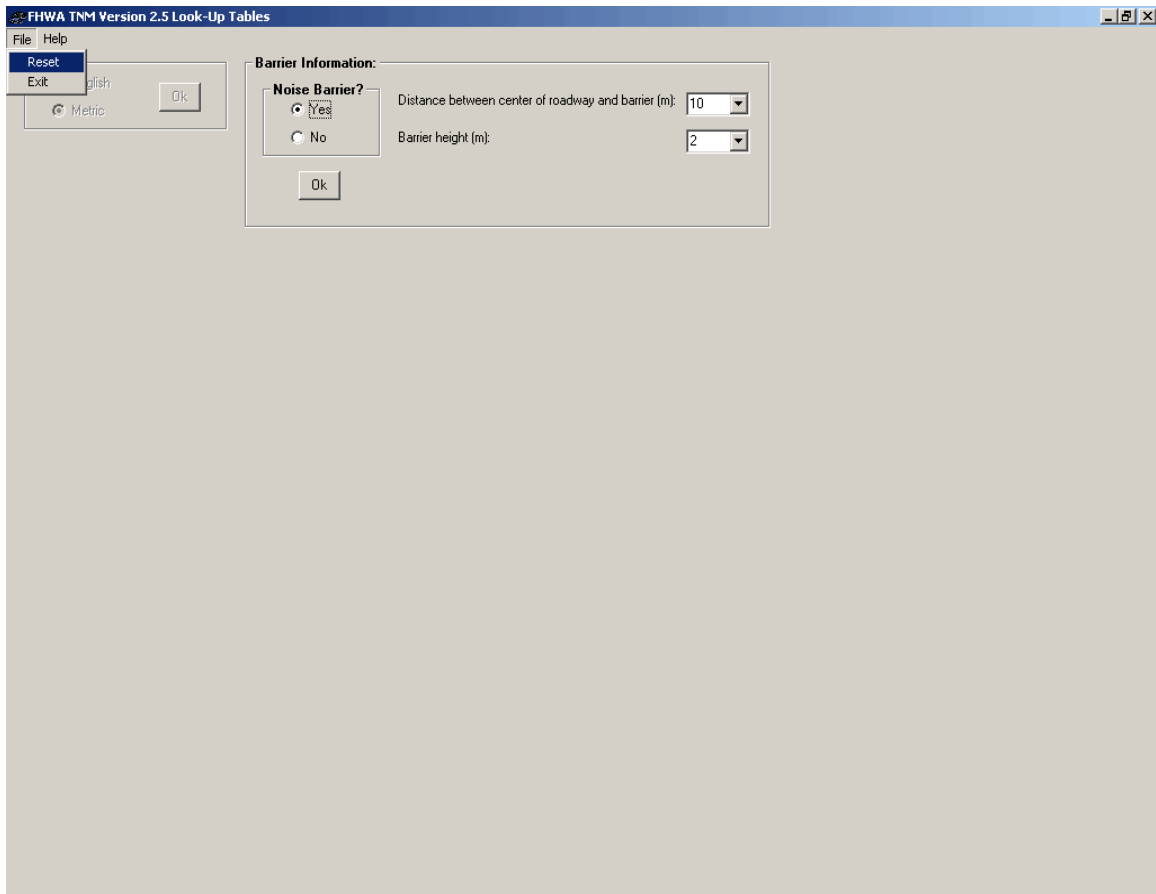 FHWA TNM Version 2.5 Look-Up Tables
File Help
Reset
Exit
Metric
Ok
Barrier Information:
Noise Barrier?
Yes
No
Distance between center of roadway and barrier (m): 10
Barrier height (m): 2
Ok